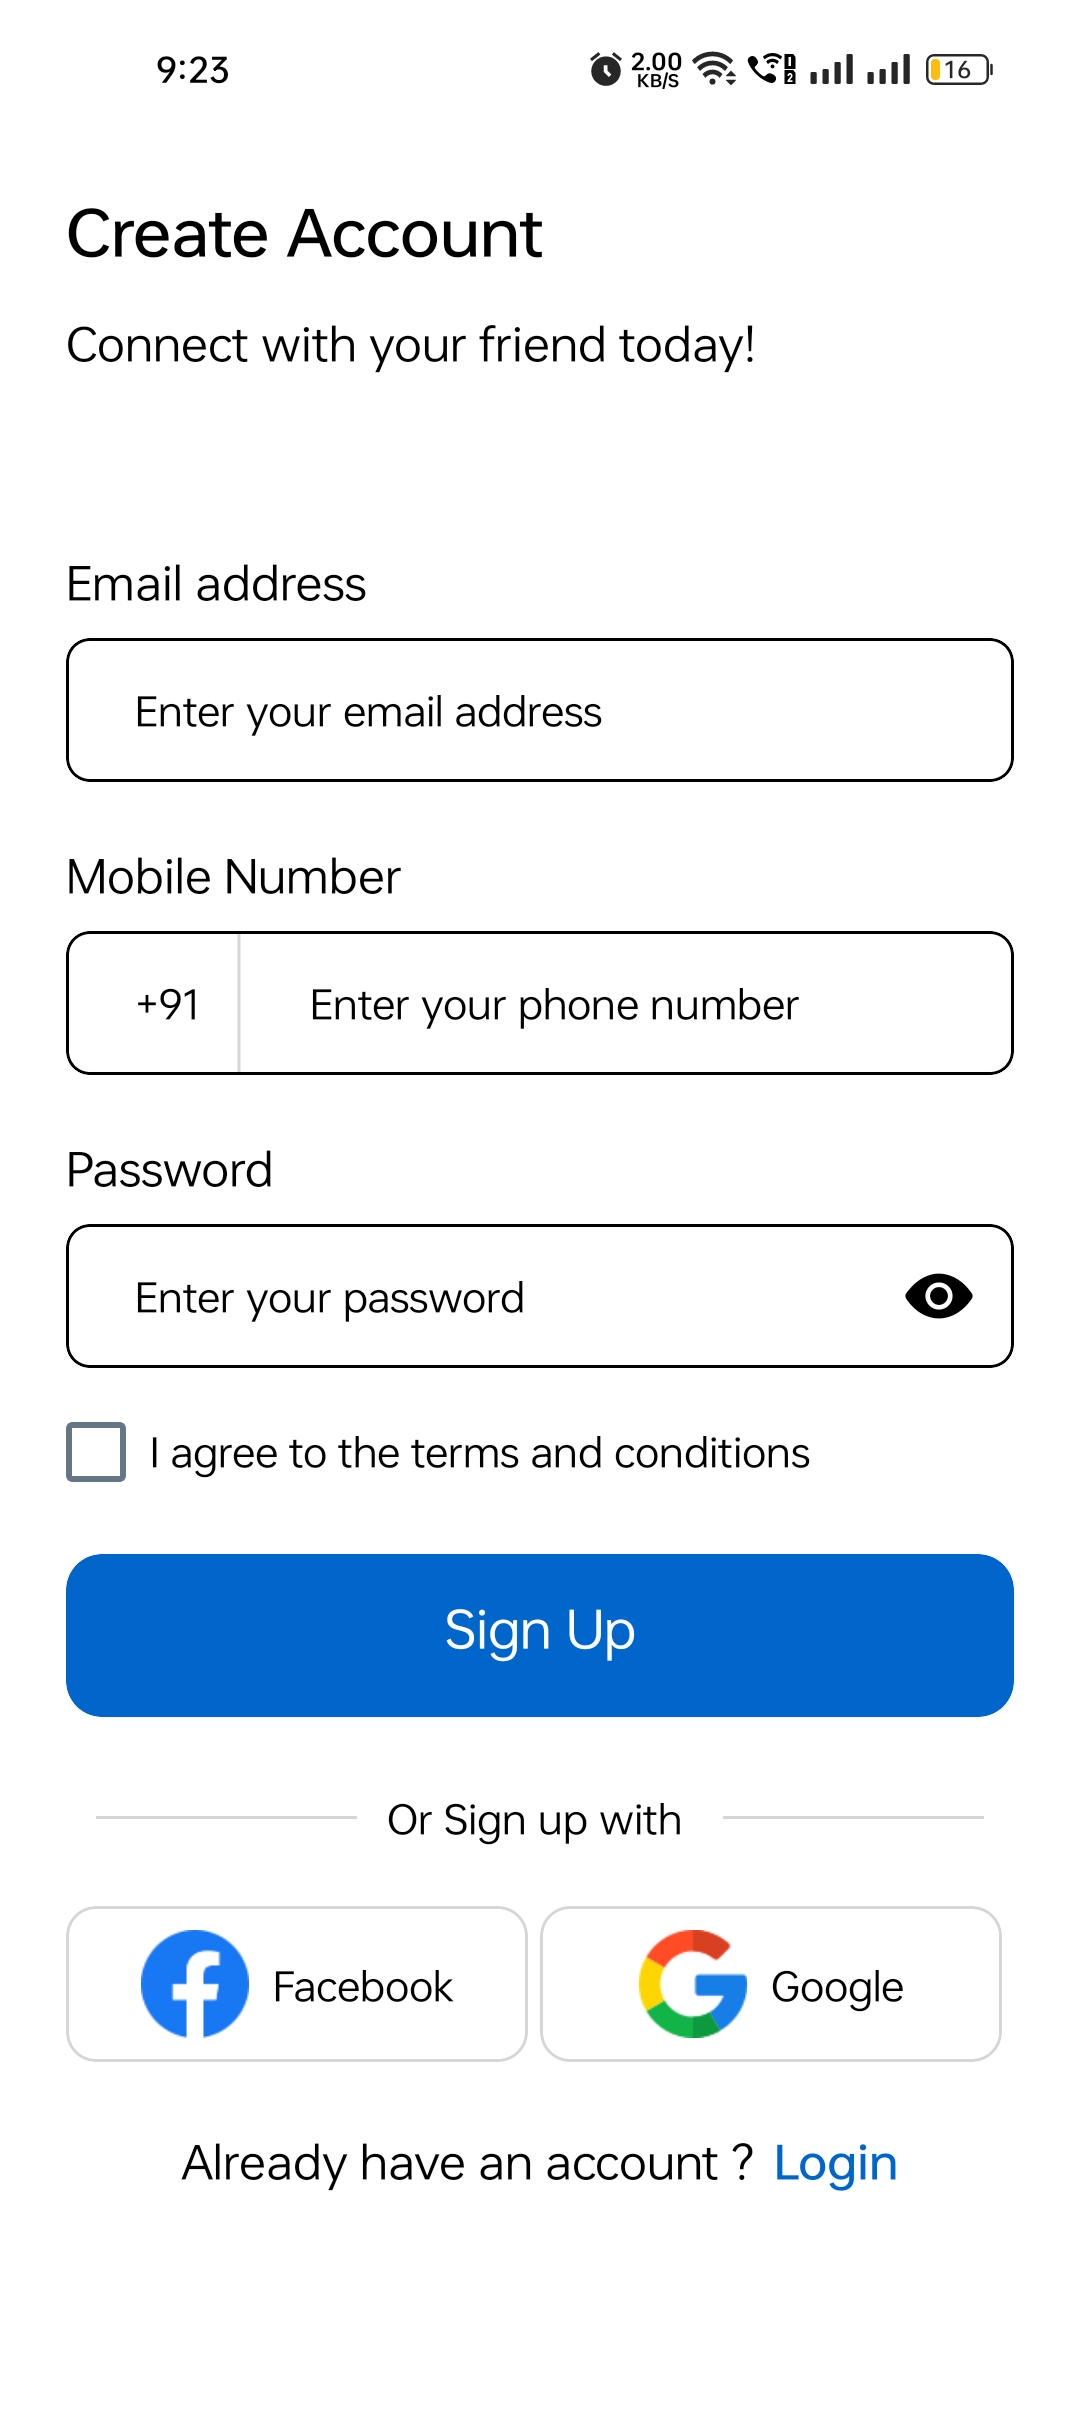 9:23 2.00 KB/S 1 2 16
Create Account
Connect with your friend today!
Email address
Enter your email address
Mobile Number
+91 Enter your phone number
Password
Enter your password
I agree to the terms and conditions
Sign Up
Or Sign up with
Facebook Google
Already have an account ? Login